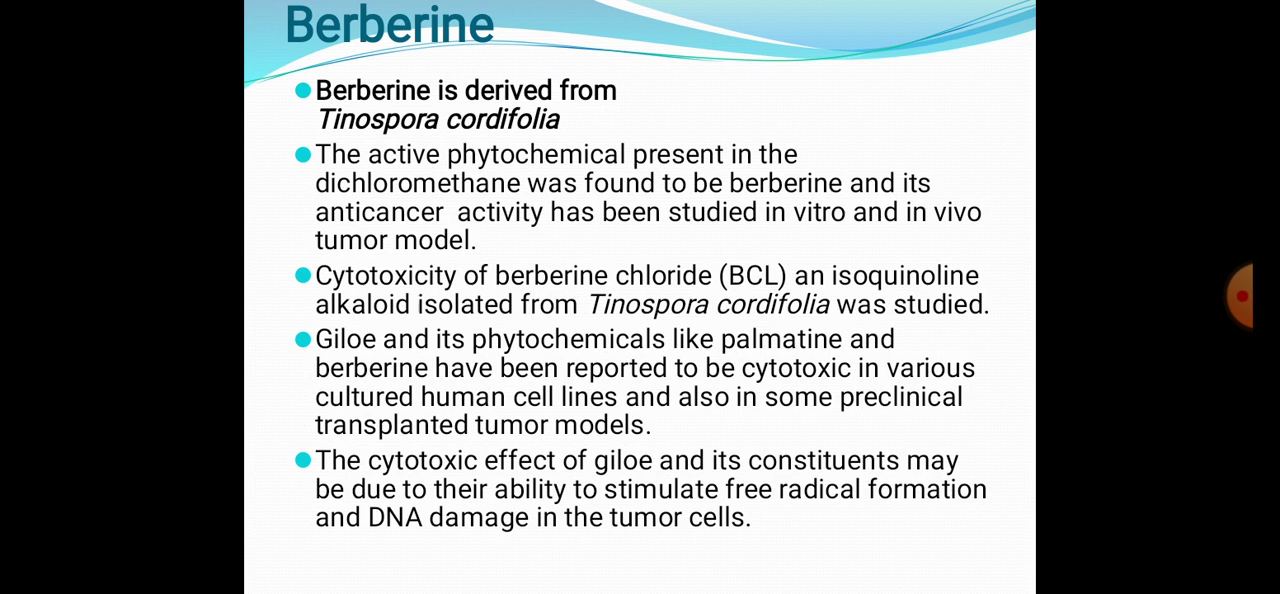 Berberine
Berberine is derived from
Tinospora cordifolia
The active phytochemical present in the
dichloromethane was found to be berberine and its
anticancer  activity has been studied in vitro and in vivo
tumor model.
Cytotoxicity of berberine chloride (BCL) an isoquinoline
alkaloid isolated from Tinospora cordifolia was studied.
Giloe and its phytochemicals like palmatine and
berberine have been reported to be cytotoxic in various
cultured human cell lines and also in some preclinical
transplanted tumor models.
The cytotoxic effect of giloe and its constituents may
be due to their ability to stimulate free radical formation
and DNA damage in the tumor cells.